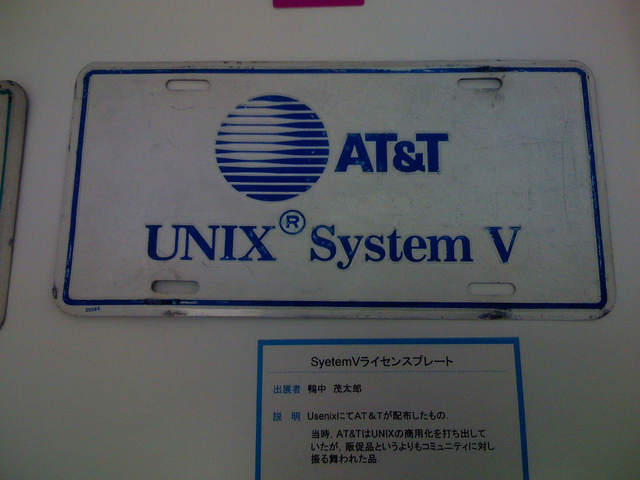 AT&T
UNIX® System V
SyetemVライセンスプレート
出展者 鴨中 茂太郎
説 明 UsenixにてAT&Tが配布したもの.
当時, AT&TはUNIXの商用化を打ち出して
いたが, 販促品というよりもコミュニティに対し
振る舞われた品.